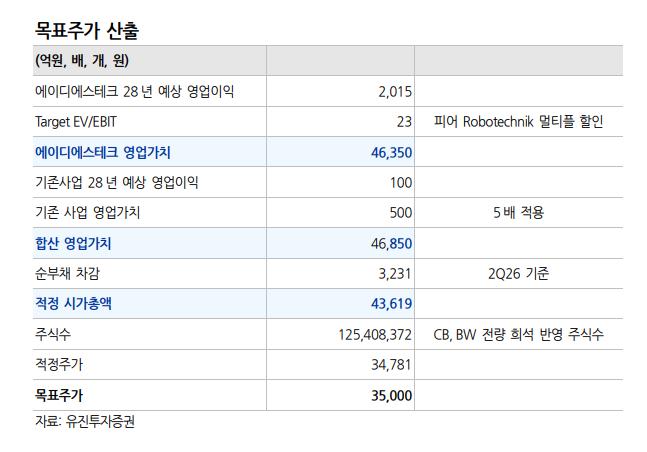 목표주가 산출
(억원, 배, 개, 원)
에이디에스테크 28년 예상 영업이익 2,015
Target EV/EBIT 23 피어 Robotechnik 멀티플 할인
에이디에스테크 영업가치 46,350
기존사업 28년 예상 영업이익 100
기존 사업 영업가치 500 5배 적용
합산 영업가치 46,850
순부채 차감 3,231 2Q26 기준
적정 시가총액 43,619
주식수 125,408,372 CB, BW 전량 희석 반영 주식수
적정주가 34,781
목표주가 35,000
자료: 유진투자증권